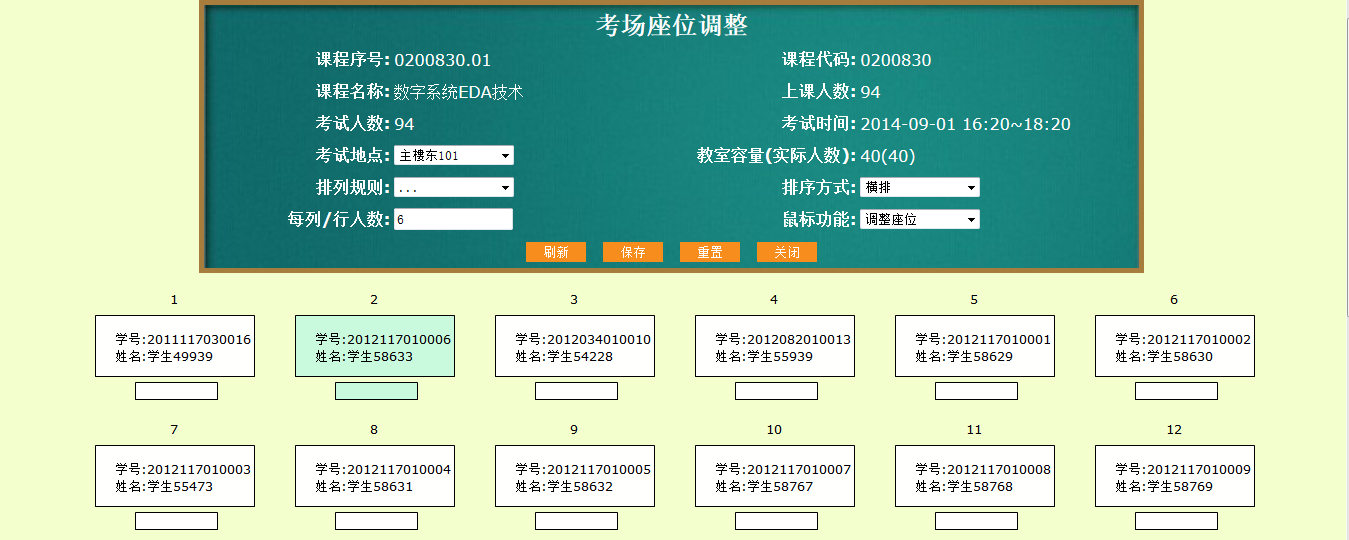 考场座位调整
课程序号: 0200830.01 课程代码: 0200830
课程名称: 数字系统EDA技术 上课人数: 94
考试人数: 94 考试时间: 2014-09-01 16:20~18:20
考试地点: 主楼东101 教室容量(实际人数): 40(40)
排列规则: ... 排序方式: 横排
每列/行人数: 6 鼠标功能: 调整座位
刷新 保存 重置 关闭
1 2 3 4 5 6
学号:2011117030016 学号:2012117010006 学号:2012034010010 学号:2012082010013 学号:2012117010001 学号:2012117010002
姓名:学生49939 姓名:学生58633 姓名:学生54228 姓名:学生55939 姓名:学生58629 姓名:学生58630
7 8 9 10 11 12
学号:2012117010003 学号:2012117010004 学号:2012117010005 学号:2012117010007 学号:2012117010008 学号:2012117010009
姓名:学生55473 姓名:学生58631 姓名:学生58632 姓名:学生58767 姓名:学生58768 姓名:学生58769